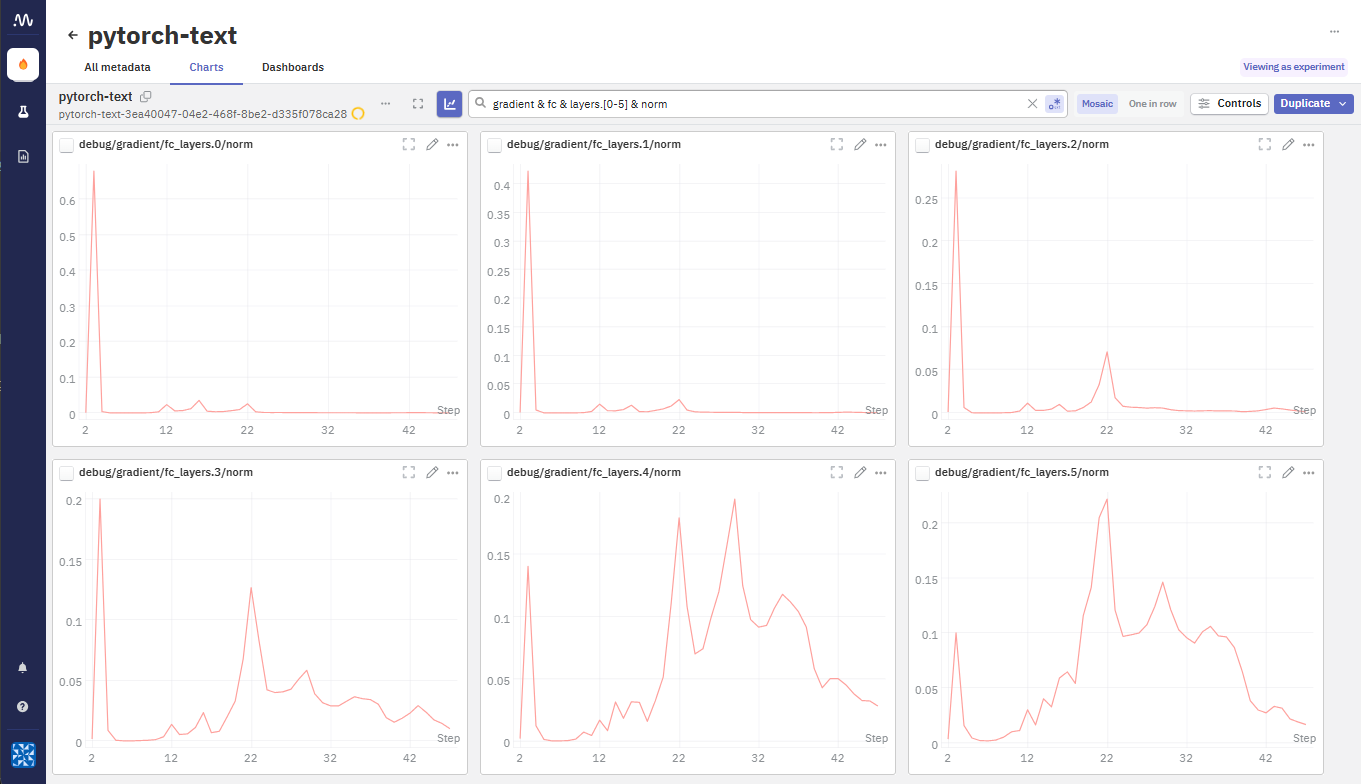 pytorch-text
All metadata
Charts
Dashboards
Viewing as experiment
pytorch-text
pytorch-text-3ea40047-04e2-468f-8be2-d335f078ca28
gradient & fc & layers.[0-5] & norm
Mosaic
One in row
Controls
Duplicate
debug/gradient/fc_layers.0/norm
0.6
0.5
0.4
0.3
0.2
0.1
0
Step
2 12 22 32 42
debug/gradient/fc_layers.1/norm
0.4
0.35
0.3
0.25
0.2
0.15
0.1
0.05
0
Step
2 12 22 32 42
debug/gradient/fc_layers.2/norm
0.25
0.2
0.15
0.1
0.05
0
Step
2 12 22 32 42
debug/gradient/fc_layers.3/norm
0.2
0.15
0.1
0.05
0
Step
2 12 22 32 42
debug/gradient/fc_layers.4/norm
0.2
0.15
0.1
0.05
0
Step
2 12 22 32 42
debug/gradient/fc_layers.5/norm
0.2
0.15
0.1
0.05
0
Step
2 12 22 32 42